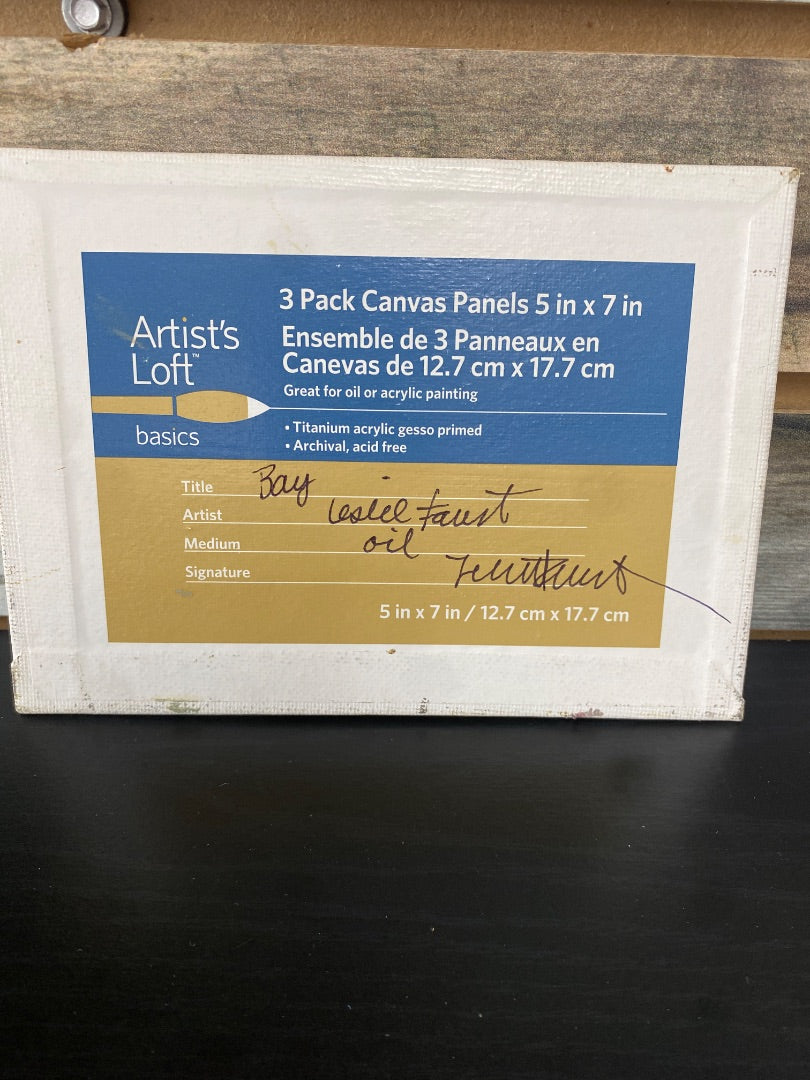 Artist's
Loft™
basics
3 Pack Canvas Panels 5 in x 7 in
Ensemble de 3 Panneaux en
Canevas de 12.7 cm x 17.7 cm
Great for oil or acrylic painting
• Titanium acrylic gesso primed
• Archival, acid free
Title Bay
Artist Faust
Medium oil
Signature
5 in x 7 in / 12.7 cm x 17.7 cm